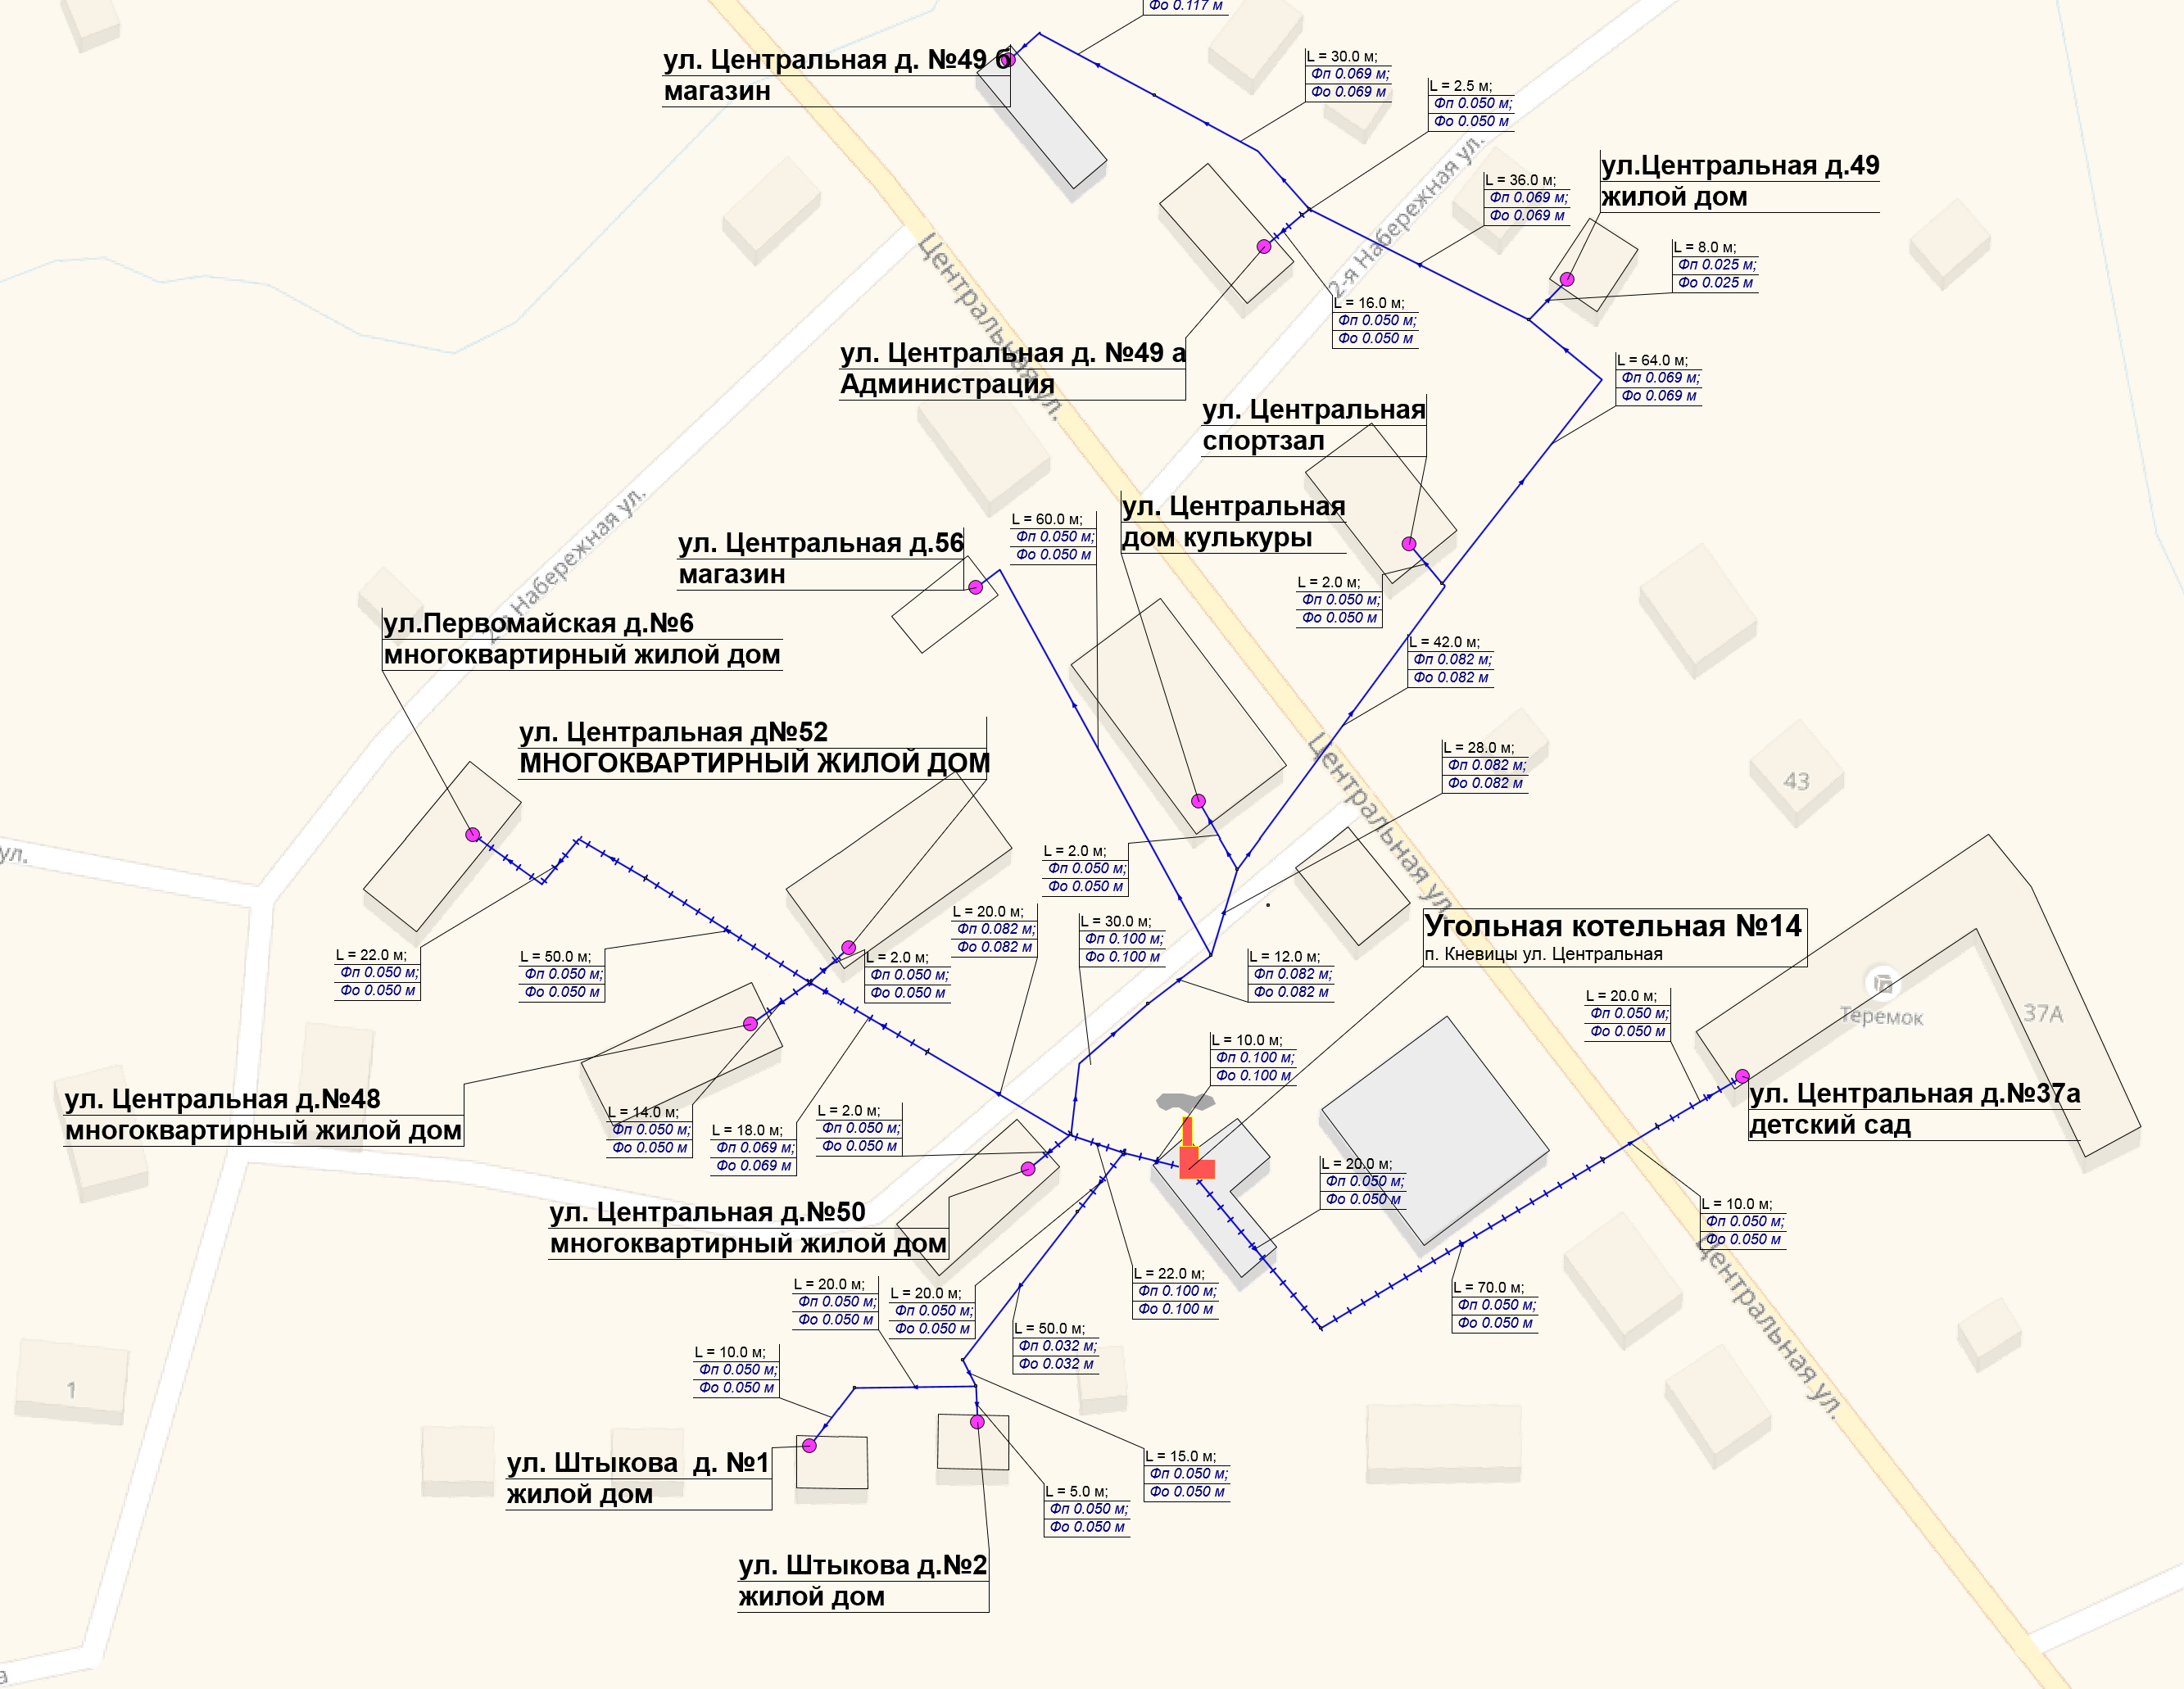 Фо 0.117 м
ул. Центральная д. №49 б
магазин
L = 30.0 м;
Фп 0.069 м;
Фо 0.069 м
L = 2.5 м;
Фп 0.050 м;
Фо 0.050 м
2-я Набережная ул.
L = 36.0 м;
Фп 0.069 м;
Фо 0.069 м
ул.Центральная д.49
жилой дом
L = 8.0 м;
Фп 0.025 м;
Фо 0.025 м
Центральная ул.
L = 16.0 м;
Фп 0.050 м;
Фо 0.050 м
ул. Центральная д. №49 а
Администрация
L = 64.0 м;
Фп 0.069 м;
Фо 0.069 м
ул. Центральная
спортзал
ул. Центральная
дом кулькуры
L = 60.0 м;
Фп 0.050 м;
Фо 0.050 м
ул. Центральная д.56
магазин
2-я Набережная ул.
L = 2.0 м;
Фп 0.050 м;
Фо 0.050 м
ул.Первомайская д.№6
многоквартирный жилой дом
L = 42.0 м;
Фп 0.082 м;
Фо 0.082 м
ул. Центральная д№52
МНОГОКВАРТИРНЫЙ ЖИЛОЙ ДОМ
L = 28.0 м;
Фп 0.082 м;
Фо 0.082 м
Центральная ул.
43
ул.
L = 2.0 м;
Фп 0.050 м;
Фо 0.050 м
L = 20.0 м;
Фп 0.082 м;
Фо 0.082 м
L = 30.0 м;
Фп 0.100 м;
Фо 0.100 м
Угольная котельная №14
п. Кневицы ул. Центральная
L = 22.0 м;
Фп 0.050 м;
Фо 0.050 м
L = 50.0 м;
Фп 0.050 м;
Фо 0.050 м
L = 2.0 м;
Фп 0.050 м;
Фо 0.050 м
L = 12.0 м;
Фп 0.082 м;
Фо 0.082 м
L = 20.0 м;
Фп 0.050 м;
Фо 0.050 м
Теремок
37А
L = 10.0 м;
Фп 0.100 м;
Фо 0.100 м
ул. Центральная д.№48
многоквартирный жилой дом
L = 14.0 м;
Фп 0.050 м;
Фо 0.050 м
L = 18.0 м;
Фп 0.069 м;
Фо 0.069 м
L = 2.0 м;
Фп 0.050 м;
Фо 0.050 м
ул. Центральная д.№37а
детский сад
L = 20.0 м;
Фп 0.050 м;
Фо 0.050 м
ул. Центральная д.№50
многоквартирный жилой дом
L = 10.0 м;
Фп 0.050 м;
Фо 0.050 м
Центральная ул.
L = 22.0 м;
Фп 0.100 м;
Фо 0.100 м
L = 70.0 м;
Фп 0.050 м;
Фо 0.050 м
L = 20.0 м;
Фп 0.050 м;
Фо 0.050 м
L = 20.0 м;
Фп 0.050 м;
Фо 0.050 м
L = 50.0 м;
Фп 0.032 м;
Фо 0.032 м
L = 10.0 м;
Фп 0.050 м;
Фо 0.050 м
1
ул. Штыкова д. №1
жилой дом
L = 15.0 м;
Фп 0.050 м;
Фо 0.050 м
L = 5.0 м;
Фп 0.050 м;
Фо 0.050 м
ул. Штыкова д.№2
жилой дом